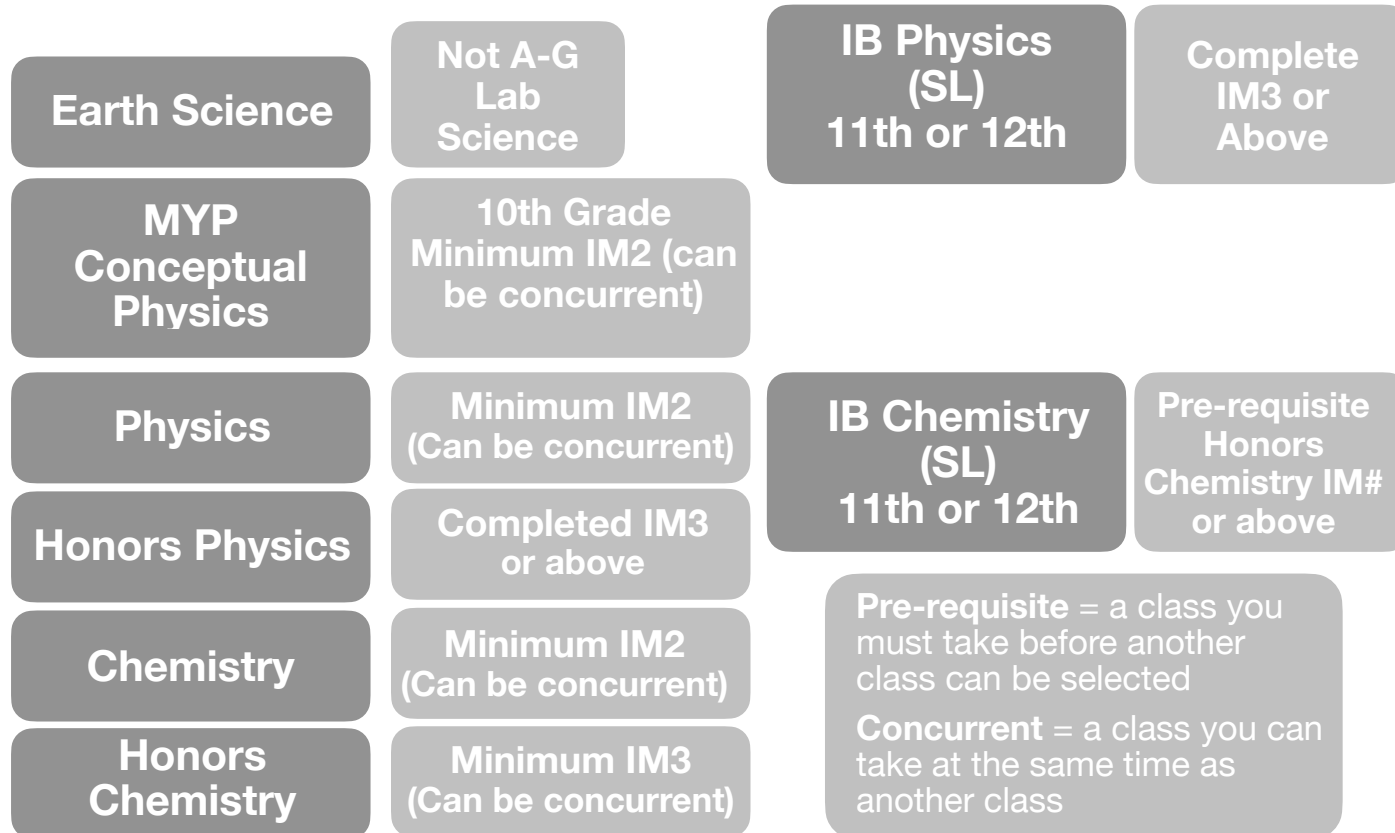 Earth Science
Not A-G
Lab
Science
MYP
Conceptual
Physics
10th Grade
Minimum IM2 (can
be concurrent)
Physics
Minimum IM2
(Can be concurrent)
Honors Physics
Completed IM3
or above
Chemistry
Minimum IM2
(Can be concurrent)
Honors
Chemistry
Minimum IM3
(Can be concurrent)
IB Physics
(SL)
11th or 12th
Complete
IM3 or
Above
IB Chemistry
(SL)
11th or 12th
Pre-requisite
Honors
Chemistry IM#
or above
Pre-requisite = a class you
must take before another
class can be selected
Concurrent = a class you can
take at the same time as
another class